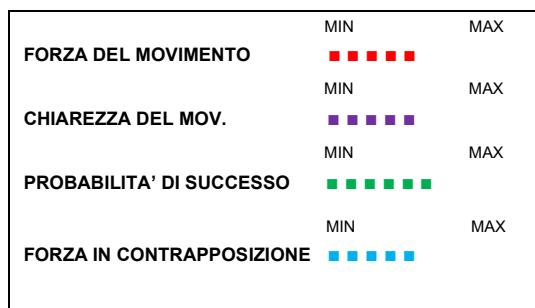 MIN MAX
FORZA DEL MOVIMENTO
MIN MAX
CHIAREZZA DEL MOV.
MIN MAX
PROBABILITA’ DI SUCCESSO
MIN MAX
FORZA IN CONTRAPPOSIZIONE